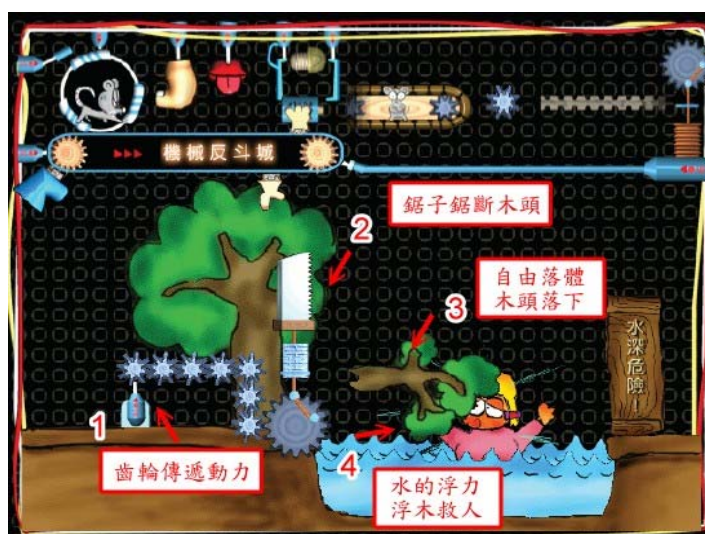 機械反斗城
鋸子鋸斷木頭
2
自由落體
木頭落下
3
水深危險！
1
齒輪傳遞動力
4
水的浮力
浮木救人